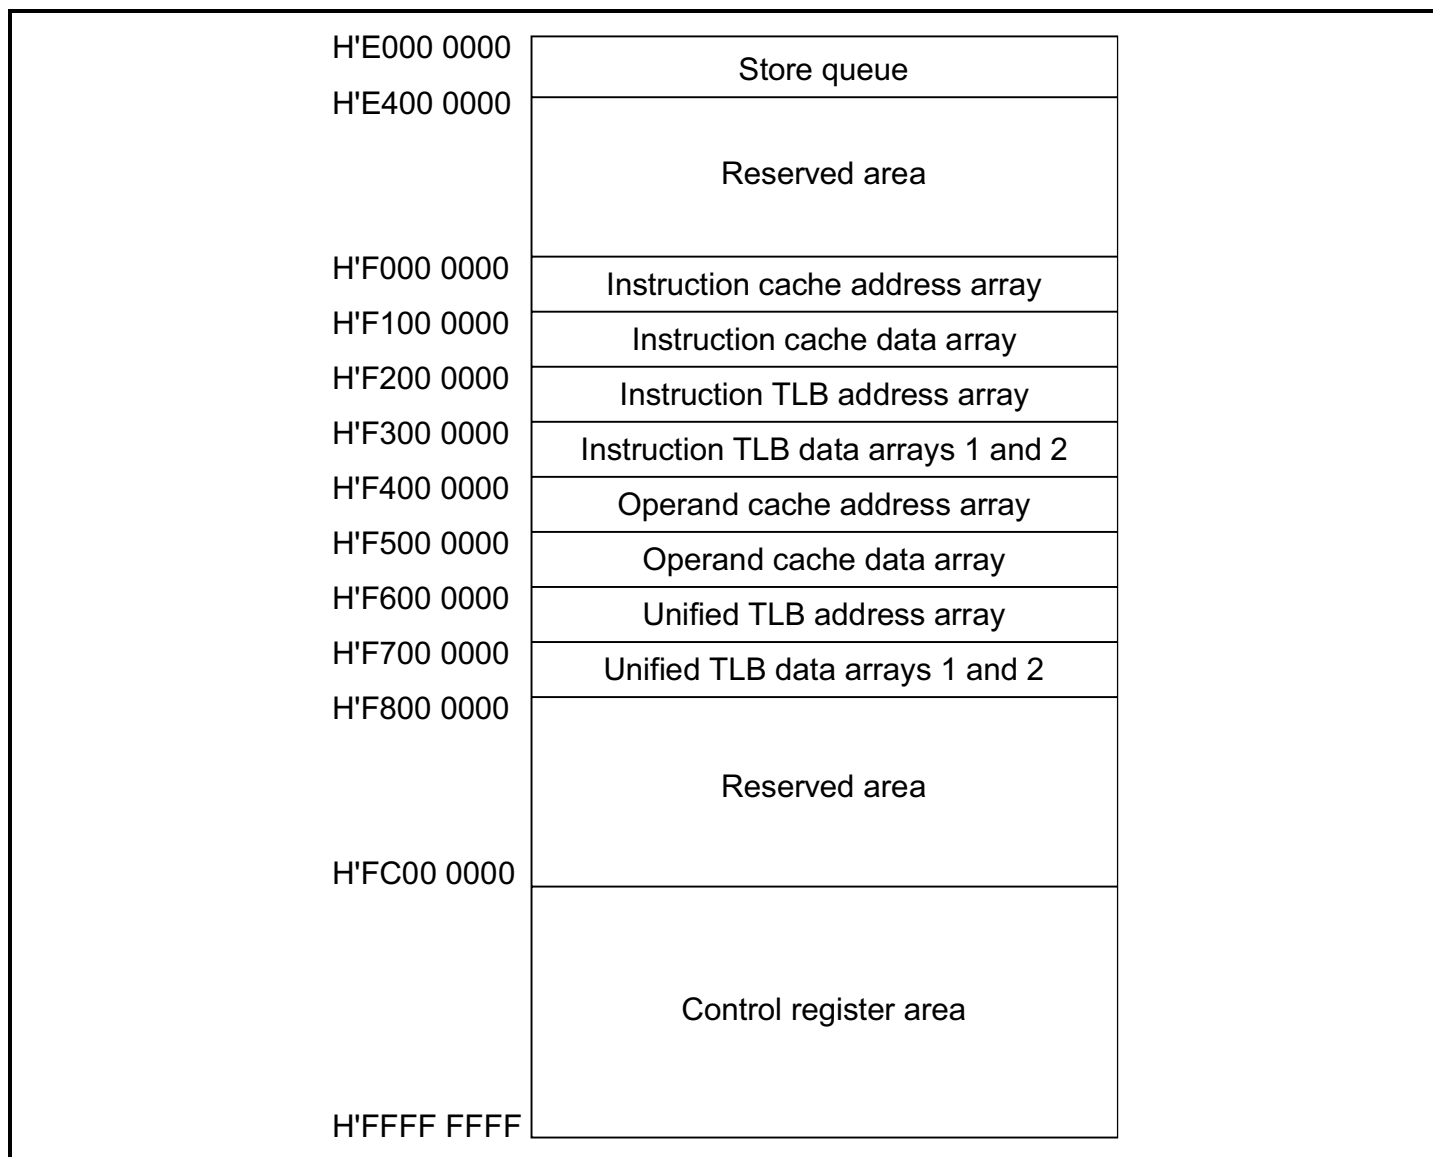 H'E000 0000
Store queue
H'E400 0000
Reserved area
H'F000 0000
Instruction cache address array
H'F100 0000
Instruction cache data array
H'F200 0000
Instruction TLB address array
H'F300 0000
Instruction TLB data arrays 1 and 2
H'F400 0000
Operand cache address array
H'F500 0000
Operand cache data array
H'F600 0000
Unified TLB address array
H'F700 0000
Unified TLB data arrays 1 and 2
H'F800 0000
Reserved area
H'FC00 0000
Control register area
H'FFFF FFFF